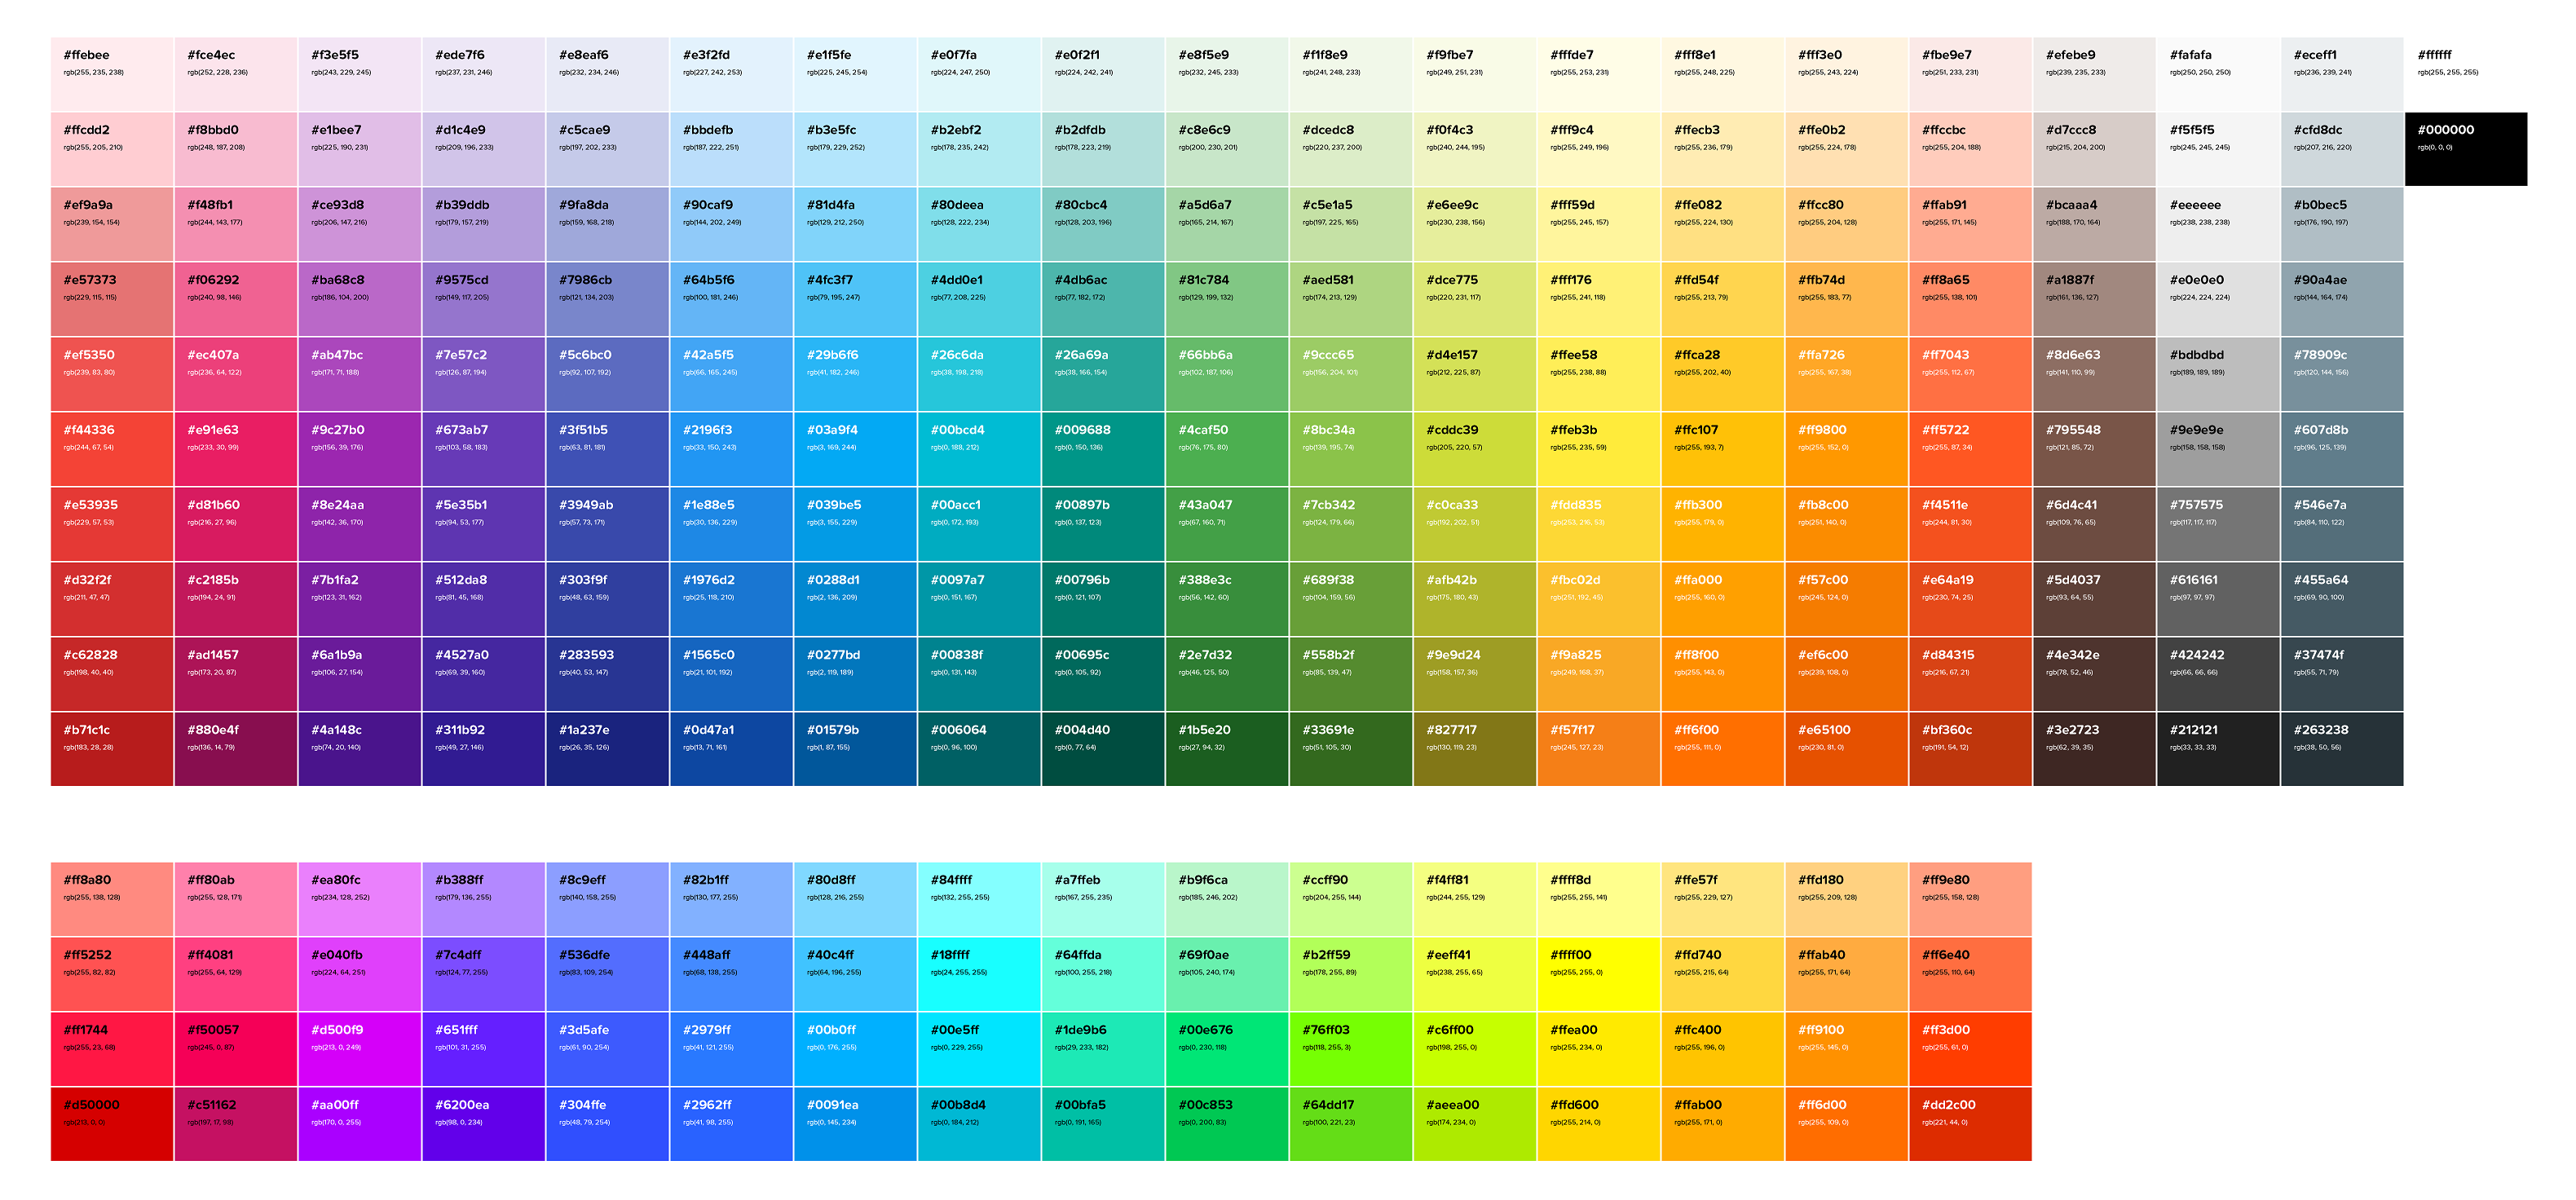 #ffebee #fce4ec #f3e5f5 #ede7f6 #e8eaf6 #e3f2fd #e1f5fe #e0f7fa #e0f2f1 #e8f5e9 #f1f8e9 #f9fbe7 #fffde7 #fff8e1 #fff3e0 #fbe9e7 #efebe9 #fafafa #eceff1 #ffffff
rgb(255, 235, 238) rgb(252, 228, 236) rgb(243, 229, 245) rgb(237, 231, 246) rgb(232, 234, 246) rgb(227, 242, 253) rgb(225, 245, 254) rgb(224, 247, 250) rgb(224, 242, 241) rgb(232, 245, 233) rgb(241, 248, 233) rgb(249, 251, 231) rgb(255, 253, 231) rgb(255, 248, 225) rgb(255, 243, 224) rgb(251, 233, 231) rgb(239, 235, 233) rgb(250, 250, 250) rgb(236, 239, 241) rgb(255, 255, 255)
#ffcdd2 #f8bbd0 #e1bee7 #d1c4e9 #c5cae9 #bbdefb #b3e5fc #b2ebf2 #b2dfdb #c8e6c9 #dcedc8 #f0f4c3 #fff9c4 #ffecb3 #ffe0b2 #ffccbc #d7ccc8 #f5f5f5 #cfd8dc #000000
rgb(255, 205, 210) rgb(248, 187, 208) rgb(225, 190, 231) rgb(209, 196, 233) rgb(197, 202, 233) rgb(187, 222, 251) rgb(179, 229, 252) rgb(178, 235, 242) rgb(178, 223, 219) rgb(200, 230, 201) rgb(220, 237, 200) rgb(240, 244, 195) rgb(255, 249, 196) rgb(255, 236, 179) rgb(255, 224, 178) rgb(255, 204, 188) rgb(215, 204, 200) rgb(245, 245, 245) rgb(207, 216, 220) rgb(0, 0, 0)
#ef9a9a #f48fb1 #ce93d8 #b39ddb #9fa8da #90caf9 #81d4fa #80deea #80cbc4 #a5d6a7 #c5e1a5 #e6ee9c #fff59d #ffe082 #ffcc80 #ffab91 #bcaaa4 #eeeeee #b0bec5
rgb(239, 154, 154) rgb(244, 143, 177) rgb(206, 147, 216) rgb(179, 157, 219) rgb(159, 168, 218) rgb(144, 202, 249) rgb(129, 212, 250) rgb(128, 222, 234) rgb(128, 203, 196) rgb(165, 214, 167) rgb(197, 225, 165) rgb(230, 238, 156) rgb(255, 245, 157) rgb(255, 224, 130) rgb(255, 204, 128) rgb(255, 171, 145) rgb(188, 170, 164) rgb(238, 238, 238) rgb(176, 190, 197)
#e57373 #f06292 #ba68c8 #9575cd #7986cb #64b5f6 #4fc3f7 #4dd0e1 #4db6ac #81c784 #aed581 #dce775 #fff176 #ffd54f #ffb74d #ff8a65 #a1887f #e0e0e0 #90a4ae
rgb(229, 115, 115) rgb(240, 98, 146) rgb(186, 104, 200) rgb(149, 117, 205) rgb(121, 134, 203) rgb(100, 181, 246) rgb(79, 195, 247) rgb(77, 208, 225) rgb(77, 182, 172) rgb(129, 199, 132) rgb(174, 213, 129) rgb(220, 231, 117) rgb(255, 241, 118) rgb(255, 213, 79) rgb(255, 183, 77) rgb(255, 138, 101) rgb(161, 136, 127) rgb(224, 224, 224) rgb(144, 164, 174)
#ef5350 #ec407a #ab47bc #7e57c2 #5c6bc0 #42a5f5 #29b6f6 #26c6da #26a69a #66bb6a #9ccc65 #d4e157 #ffee58 #ffca28 #ffa726 #ff7043 #8d6e63 #bdbdbd #78909c
rgb(239, 83, 80) rgb(236, 64, 122) rgb(171, 71, 188) rgb(126, 87, 194) rgb(92, 107, 192) rgb(66, 165, 245) rgb(41, 182, 246) rgb(38, 198, 218) rgb(38, 166, 154) rgb(102, 187, 106) rgb(156, 204, 101) rgb(212, 225, 87) rgb(255, 238, 88) rgb(255, 202, 40) rgb(255, 167, 38) rgb(255, 112, 67) rgb(141, 110, 99) rgb(189, 189, 189) rgb(120, 144, 156)
#f44336 #e91e63 #9c27b0 #673ab7 #3f51b5 #2196f3 #03a9f4 #00bcd4 #009688 #4caf50 #8bc34a #cddc39 #ffeb3b #ffc107 #ff9800 #ff5722 #795548 #9e9e9e #607d8b
rgb(244, 67, 54) rgb(233, 30, 99) rgb(156, 39, 176) rgb(103, 58, 183) rgb(63, 81, 181) rgb(33, 150, 243) rgb(3, 169, 244) rgb(0, 188, 212) rgb(0, 150, 136) rgb(76, 175, 80) rgb(139, 195, 74) rgb(205, 220, 57) rgb(255, 235, 59) rgb(255, 193, 7) rgb(255, 152, 0) rgb(255, 87, 34) rgb(121, 85, 72) rgb(158, 158, 158) rgb(96, 125, 139)
#e53935 #d81b60 #8e24aa #5e35b1 #3949ab #1e88e5 #039be5 #00acc1 #00897b #43a047 #7cb342 #c0ca33 #fdd835 #ffb300 #fb8c00 #f4511e #6d4c41 #757575 #546e7a
rgb(229, 57, 53) rgb(216, 27, 96) rgb(142, 36, 170) rgb(94, 53, 177) rgb(57, 73, 171) rgb(30, 136, 229) rgb(3, 155, 229) rgb(0, 172, 193) rgb(0, 137, 123) rgb(67, 160, 71) rgb(124, 179, 66) rgb(192, 202, 51) rgb(253, 216, 53) rgb(255, 179, 0) rgb(251, 140, 0) rgb(244, 81, 30) rgb(109, 76, 65) rgb(117, 117, 117) rgb(84, 110, 122)
#d32f2f #c2185b #7b1fa2 #512da8 #303f9f #1976d2 #0288d1 #0097a7 #00796b #388e3c #689f38 #afb42b #fbc02d #ffa000 #f57c00 #e64a19 #5d4037 #616161 #455a64
rgb(211, 47, 47) rgb(194, 24, 91) rgb(123, 31, 162) rgb(81, 45, 168) rgb(48, 63, 159) rgb(25, 118, 210) rgb(2, 136, 209) rgb(0, 151, 167) rgb(0, 121, 107) rgb(56, 142, 60) rgb(104, 159, 56) rgb(175, 180, 43) rgb(251, 192, 45) rgb(255, 160, 0) rgb(245, 124, 0) rgb(230, 74, 25) rgb(93, 64, 55) rgb(97, 97, 97) rgb(69, 90, 100)
#c62828 #ad1457 #6a1b9a #4527a0 #283593 #1565c0 #0277bd #00838f #00695c #2e7d32 #558b2f #9e9d24 #f9a825 #ff8f00 #ef6c00 #d84315 #4e342e #424242 #37474f
rgb(198, 40, 40) rgb(173, 20, 87) rgb(106, 27, 154) rgb(69, 39, 160) rgb(40, 53, 147) rgb(21, 101, 192) rgb(2, 119, 189) rgb(0, 131, 143) rgb(0, 105, 92) rgb(46, 125, 50) rgb(85, 139, 47) rgb(158, 157, 36) rgb(249, 168, 37) rgb(255, 143, 0) rgb(239, 108, 0) rgb(216, 67, 21) rgb(78, 52, 46) rgb(66, 66, 66) rgb(55, 71, 79)
#b71c1c #880e4f #4a148c #311b92 #1a237e #0d47a1 #01579b #006064 #004d40 #1b5e20 #33691e #827717 #f57f17 #ff6f00 #e65100 #bf360c #3e2723 #212121 #263238
rgb(183, 28, 28) rgb(136, 14, 79) rgb(74, 20, 140) rgb(49, 27, 146) rgb(26, 35, 126) rgb(13, 71, 161) rgb(1, 87, 155) rgb(0, 96, 100) rgb(0, 77, 64) rgb(27, 94, 32) rgb(51, 105, 30) rgb(130, 119, 23) rgb(245, 127, 23) rgb(255, 111, 0) rgb(230, 81, 0) rgb(191, 54, 12) rgb(62, 39, 35) rgb(33, 33, 33) rgb(38, 50, 56)
#ff8a80 #ff80ab #ea80fc #b388ff #8c9eff #82b1ff #80d8ff #84ffff #a7ffeb #b9f6ca #ccff90 #f4ff81 #ffff8d #ffe57f #ffd180 #ff9e80
rgb(255, 138, 128) rgb(255, 128, 171) rgb(234, 128, 252) rgb(179, 136, 255) rgb(140, 158, 255) rgb(130, 177, 255) rgb(128, 216, 255) rgb(132, 255, 255) rgb(167, 255, 235) rgb(185, 246, 202) rgb(204, 255, 144) rgb(244, 255, 129) rgb(255, 255, 141) rgb(255, 229, 127) rgb(255, 209, 128) rgb(255, 158, 128)
#ff5252 #ff4081 #e040fb #7c4dff #536dfe #448aff #40c4ff #18ffff #64ffda #69f0ae #b2ff59 #eeff41 #ffff00 #ffd740 #ffab40 #ff6e40
rgb(255, 82, 82) rgb(255, 64, 129) rgb(224, 64, 251) rgb(124, 77, 255) rgb(83, 109, 254) rgb(68, 138, 255) rgb(64, 196, 255) rgb(24, 255, 255) rgb(100, 255, 218) rgb(105, 240, 174) rgb(178, 255, 89) rgb(238, 255, 65) rgb(255, 255, 0) rgb(255, 215, 64) rgb(255, 171, 64) rgb(255, 110, 64)
#ff1744 #f50057 #d500f9 #651fff #3d5afe #2979ff #00b0ff #00e5ff #1de9b6 #00e676 #76ff03 #c6ff00 #ffea00 #ffc400 #ff9100 #ff3d00
rgb(255, 23, 68) rgb(245, 0, 87) rgb(213, 0, 249) rgb(101, 31, 255) rgb(61, 90, 254) rgb(41, 121, 255) rgb(0, 176, 255) rgb(0, 229, 255) rgb(29, 233, 182) rgb(0, 230, 118) rgb(118, 255, 3) rgb(198, 255, 0) rgb(255, 234, 0) rgb(255, 196, 0) rgb(255, 145, 0) rgb(255, 61, 0)
#d50000 #c51162 #aa00ff #6200ea #304ffe #2962ff #0091ea #00b8d4 #00bfa5 #00c853 #64dd17 #aeea00 #ffd600 #ffab00 #ff6d00 #dd2c00
rgb(213, 0, 0) rgb(197, 17, 98) rgb(170, 0, 255) rgb(98, 0, 234) rgb(48, 79, 254) rgb(41, 98, 255) rgb(0, 145, 234) rgb(0, 184, 212) rgb(0, 191, 165) rgb(0, 200, 83) rgb(100, 221, 23) rgb(174, 234, 0) rgb(255, 214, 0) rgb(255, 171, 0) rgb(255, 109, 0) rgb(221, 44, 0)